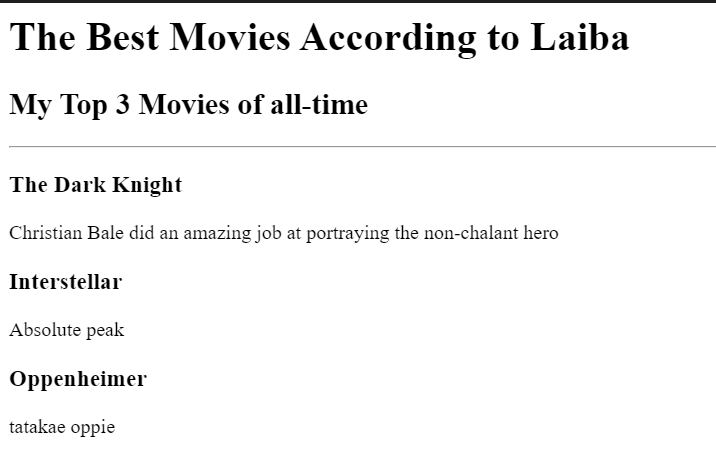 The Best Movies According to Laiba
My Top 3 Movies of all-time
The Dark Knight
Christian Bale did an amazing job at portraying the non-chalant hero
Interstellar
Absolute peak
Oppenheimer
tatakae oppie